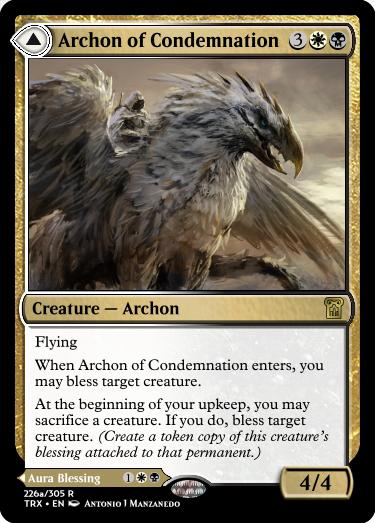 Archon of Condemnation 3
Creature — Archon
Flying
When Archon of Condemnation enters, you
may bless target creature.
At the beginning of your upkeep, you may
sacrifice a creature. If you do, bless target
creature. (Create a token copy of this creature's
blessing attached to that permanent.)
Aura Blessing 1
4/4
226a/305 R
TRX • EN Antonio J Manzanedo